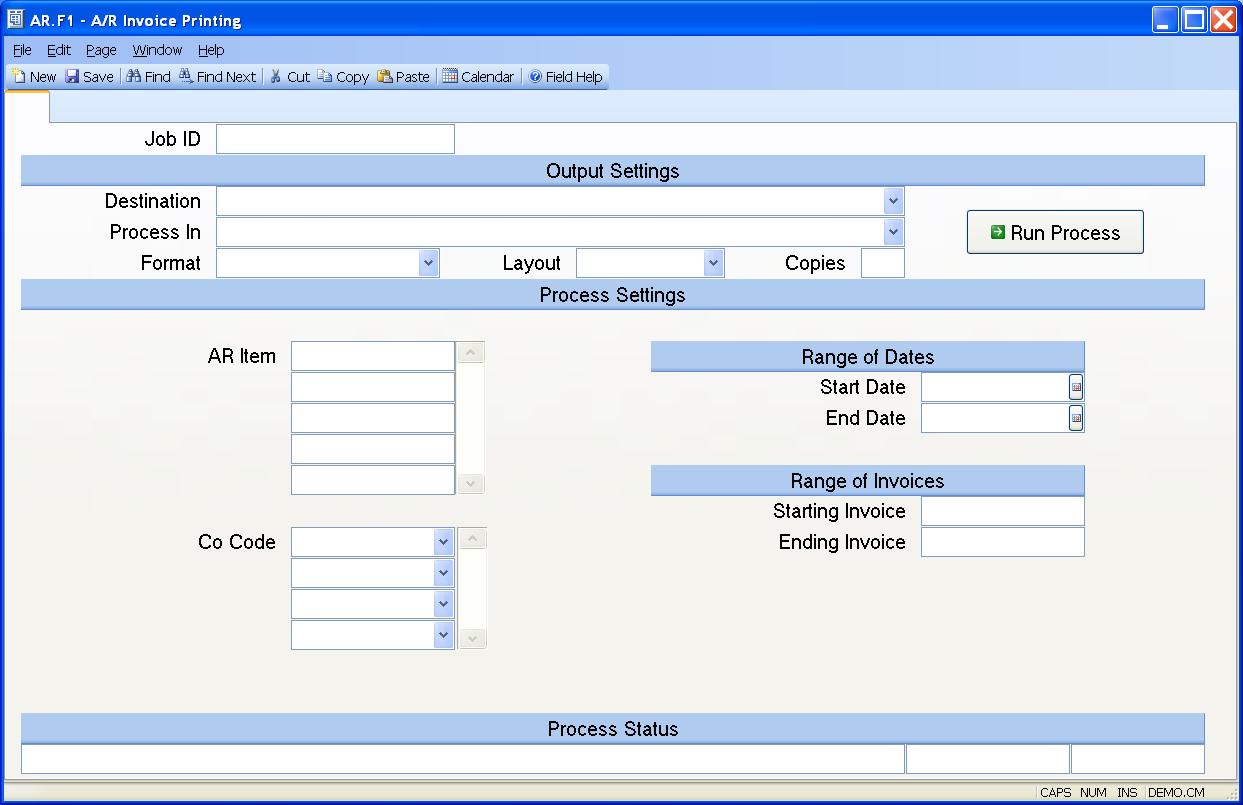 AR.F1 - A/R Invoice Printing
File Edit Page Window Help
New Save Find Find Next Cut Copy Paste Calendar Field Help
Job ID
Output Settings
Destination
Process In
Run Process
Format Layout Copies
Process Settings
AR Item
Range of Dates
Start Date
End Date
Range of Invoices
Starting Invoice
Co Code
Ending Invoice
Process Status
CAPS NUM INS DEMO.CM